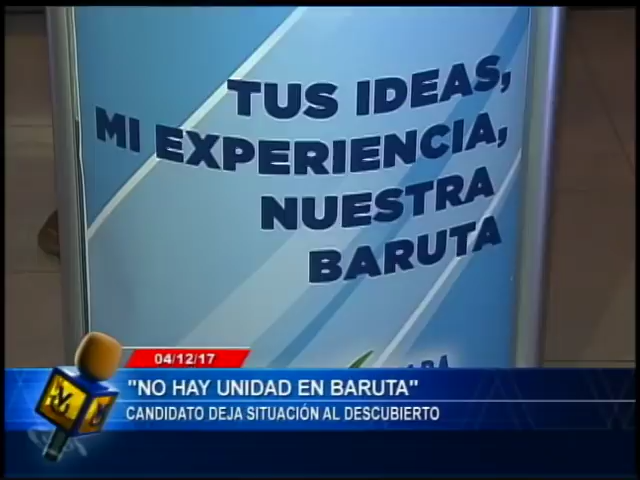 TUS IDEAS,
MI EXPERIENCIA,
NUESTRA
BARUTA
04/12/17
"NO HAY UNIDAD EN BARUTA"
CANDIDATO DEJA SITUACIÓN AL DESCUBIERTO